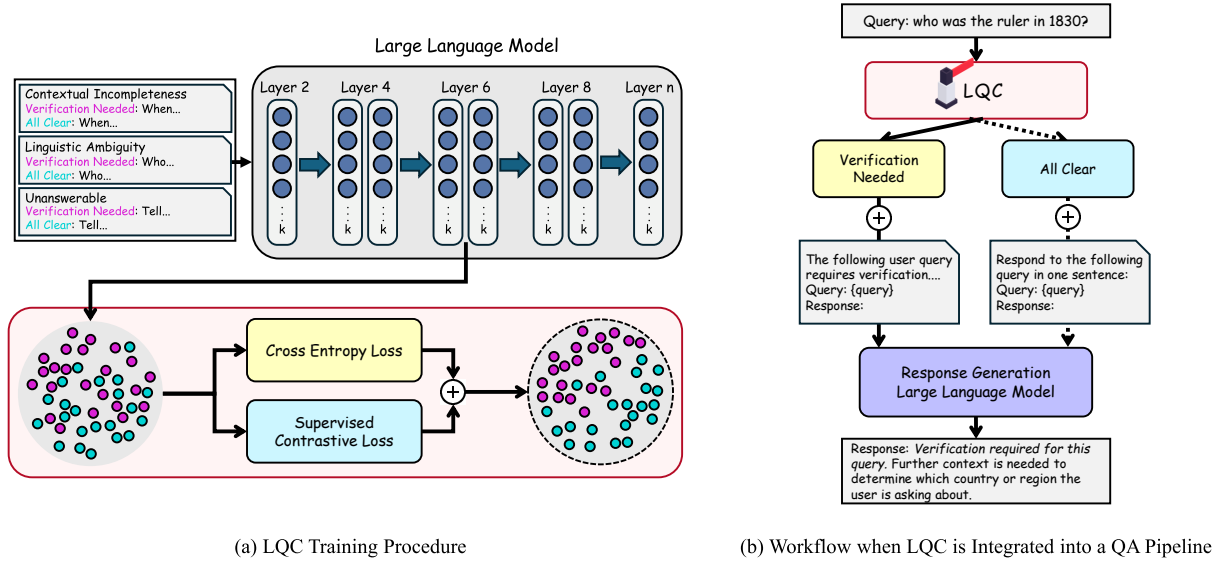 Large Language Model
Contextual Incompleteness
Verification Needed: When...
All Clear: When...
Linguistic Ambiguity
Verification Needed: Who...
All Clear: Who...
Unanswerable
Verification Needed: Tell...
All Clear: Tell...
Layer 2
Layer 4
Layer 6
Layer 8
Layer n
k
k
k
k
k
k
k
k
Cross Entropy Loss
Supervised
Contrastive Loss
(a) LQC Training Procedure
Query: who was the ruler in 1830?
LQC
Verification
Needed
All Clear
The following user query
requires verification....
Query: {query}
Response:
Respond to the following
query in one sentence:
Query: {query}
Response:
Response Generation
Large Language Model
Response: Verification required for this
query. Further context is needed to
determine which country or region the
user is asking about.
(b) Workflow when LQC is Integrated into a QA Pipeline